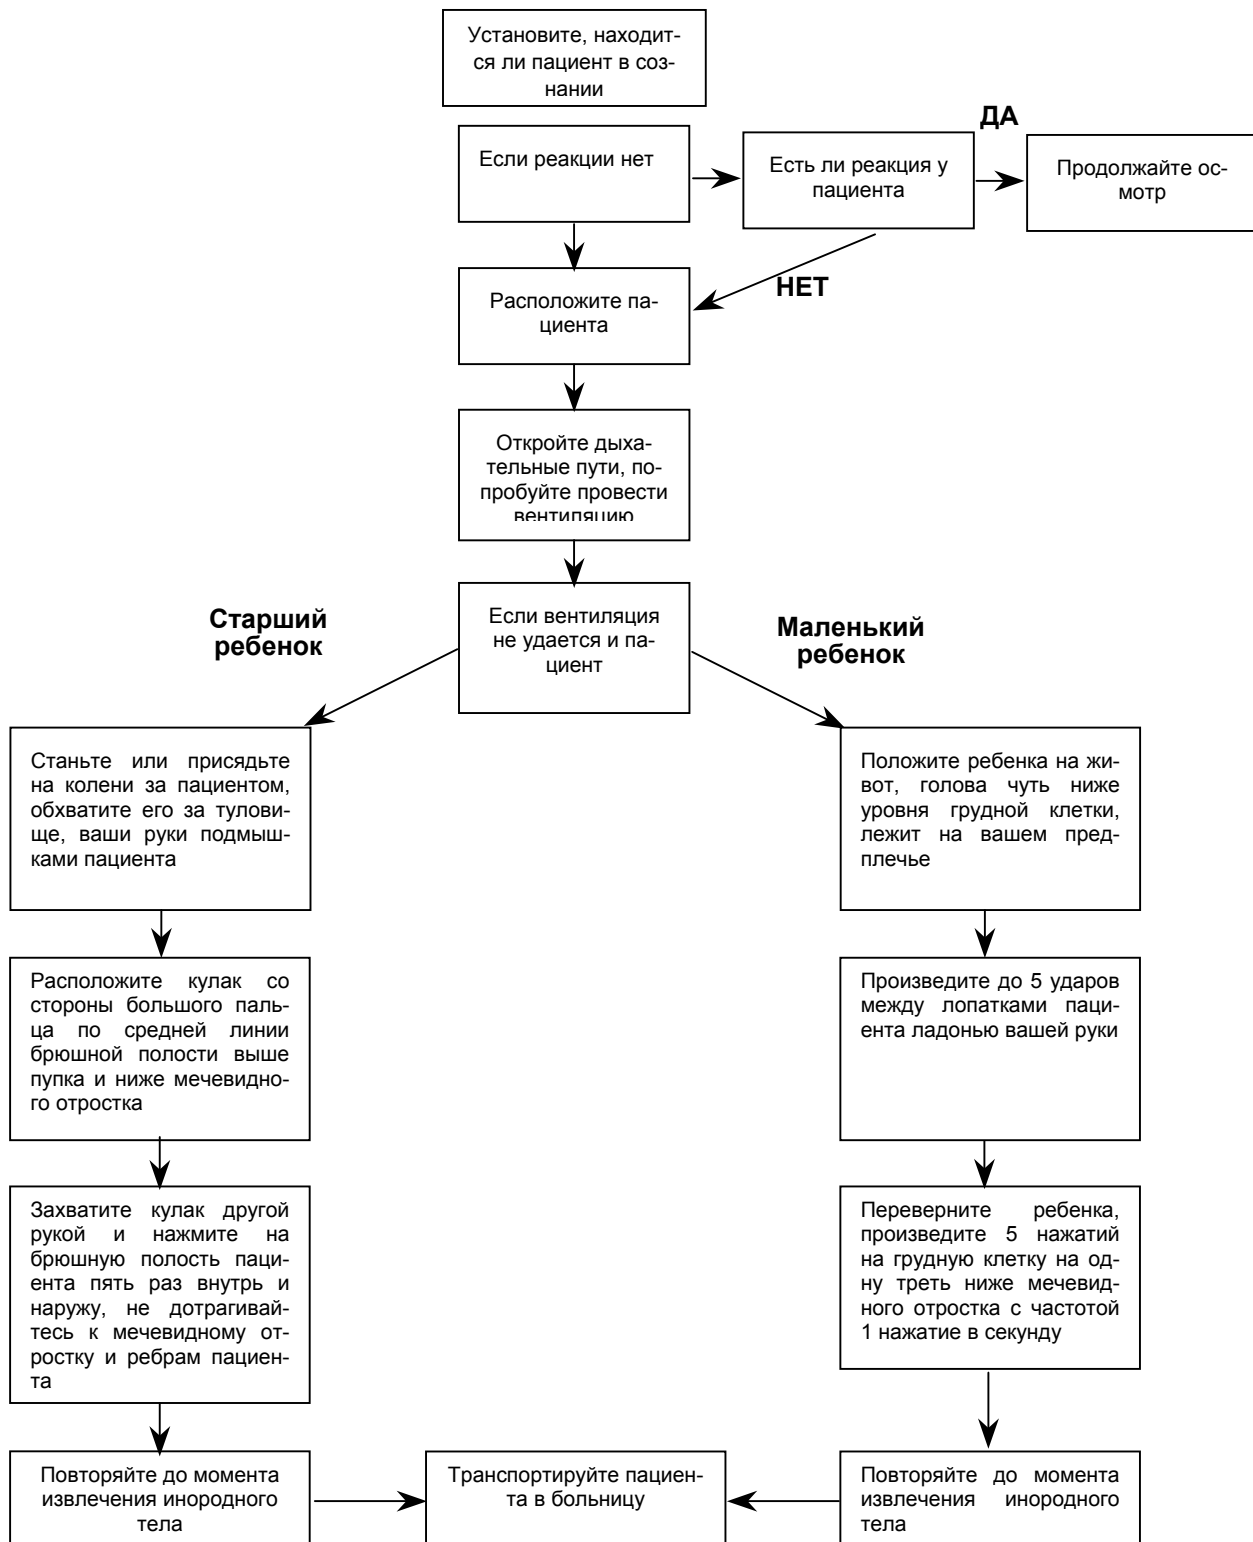 Установите, находит-
ся ли пациент в соз-
нании
ДА
Если реакции нет
Есть ли реакция у
пациента
Продолжайте ос-
мотр
НЕТ
Расположите па-
циента
Откройте дыха-
тельные пути, по-
пробуйте провести
вентиляцию
Если вентиляция
не удается и па-
циент
Старший
ребенок
Маленький
ребенок
Станьте или присядьте
на колени за пациентом,
обхватите его за тулови-
ще, ваши руки подмыш-
ками пациента
Расположите кулак со
стороны большого паль-
ца по средней линии
брюшной полости выше
пупка и ниже мечевидно-
го отростка
Захватите кулак другой
рукой и нажмите на
брюшную полость паци-
ента пять раз внутрь и
наружу, не дотрагивай-
тесь к мечевидному от-
ростку и ребрам пациен-
та
Повторяйте до момента
извлечения инородного
тела
Положите ребенка на жи-
вот, голова чуть ниже
уровня грудной клетки,
лежит на вашем пред-
плечье
Произведите до 5 ударов
между лопатками паци-
ента ладонью вашей руки
Переверните ребенка,
произведите 5 нажатий
на грудную клетку на од-
ну треть ниже мечевид-
ного отростка с частотой
1 нажатие в секунду
Повторяйте до момента
извлечения инородного
тела
Транспортируйте пациен-
та в больницу